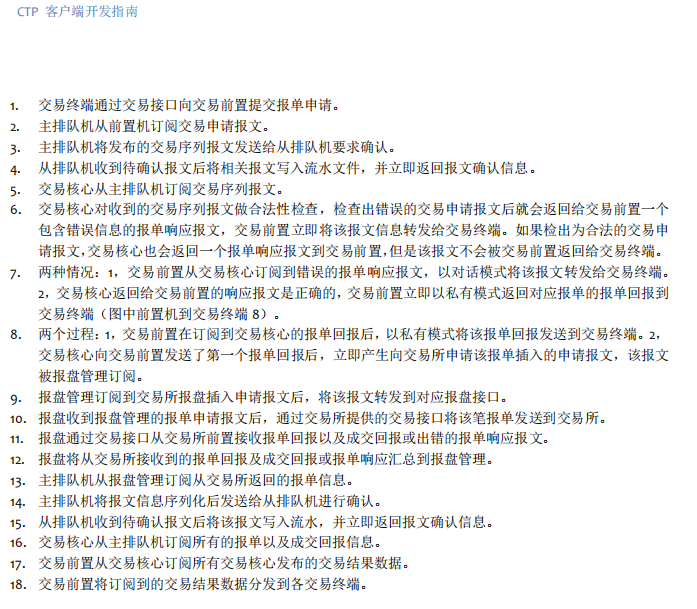 CTP 客户端开发指南
1. 交易终端通过交易接口向交易前置提交报单申请。
2. 主排队机从前置机订阅交易申请报文。
3. 主排队机将发布的交易序列报文发送给从排队机要求确认。
4. 从排队机收到待确认报文后将相关报文写入流水文件，并立即返回报文确认信息。
5. 交易核心从主排队机订阅交易序列报文。
6. 交易核心对收到的交易序列报文做合法性检查，检查出错误的交易申请报文后就会返回给交易前置一个
包含错误信息的报单响应报文，交易前置立即将该报文信息转发给交易终端。如果检出为合法的交易申
请报文，交易核心也会返回一个报单响应报文到交易前置，但是该报文不会被交易前置返回给交易终端。
7. 两种情况：1，交易前置从交易核心订阅到错误的报单响应报文，以对话模式将该报文转发给交易终端。
2，交易核心返回给交易前置的响应报文是正确的，交易前置立即以私有模式返回对应报单的报单回报到
交易终端（图中前置机到交易终端 8）。
8. 两个过程：1，交易前置在订阅到交易核心的报单回报后，以私有模式将该报单回报发送到交易终端。2，
交易核心向交易前置发送了第一个报单回报后，立即产生向交易所申请该报单插入的申请报文，该报文
被报盘管理订阅。
9. 报盘管理订阅到交易所报盘插入申请报文后，将该报文转发到对应报盘接口。
10. 报盘收到报盘管理的报单申请报文后，通过交易所提供的交易接口将该笔报单发送到交易所。
11. 报盘通过交易接口从交易所前置接收报单回报以及成交回报或出错的报单响应报文。
12. 报盘将从交易所接收到的报单回报及成交回报或报单响应汇总到报盘管理。
13. 主排队机从报盘管理订阅从交易所返回的报单信息。
14. 主排队机将报文信息序列化后发送给从排队机进行确认。
15. 从排队机收到待确认报文后将该报文写入流水，并立即返回报文确认信息。
16. 交易核心从主排队机订阅所有的报单以及成交回报信息。
17. 交易前置从交易核心订阅所有交易核心发布的交易结果数据。
18. 交易前置将订阅到的交易结果数据分发到各交易终端。